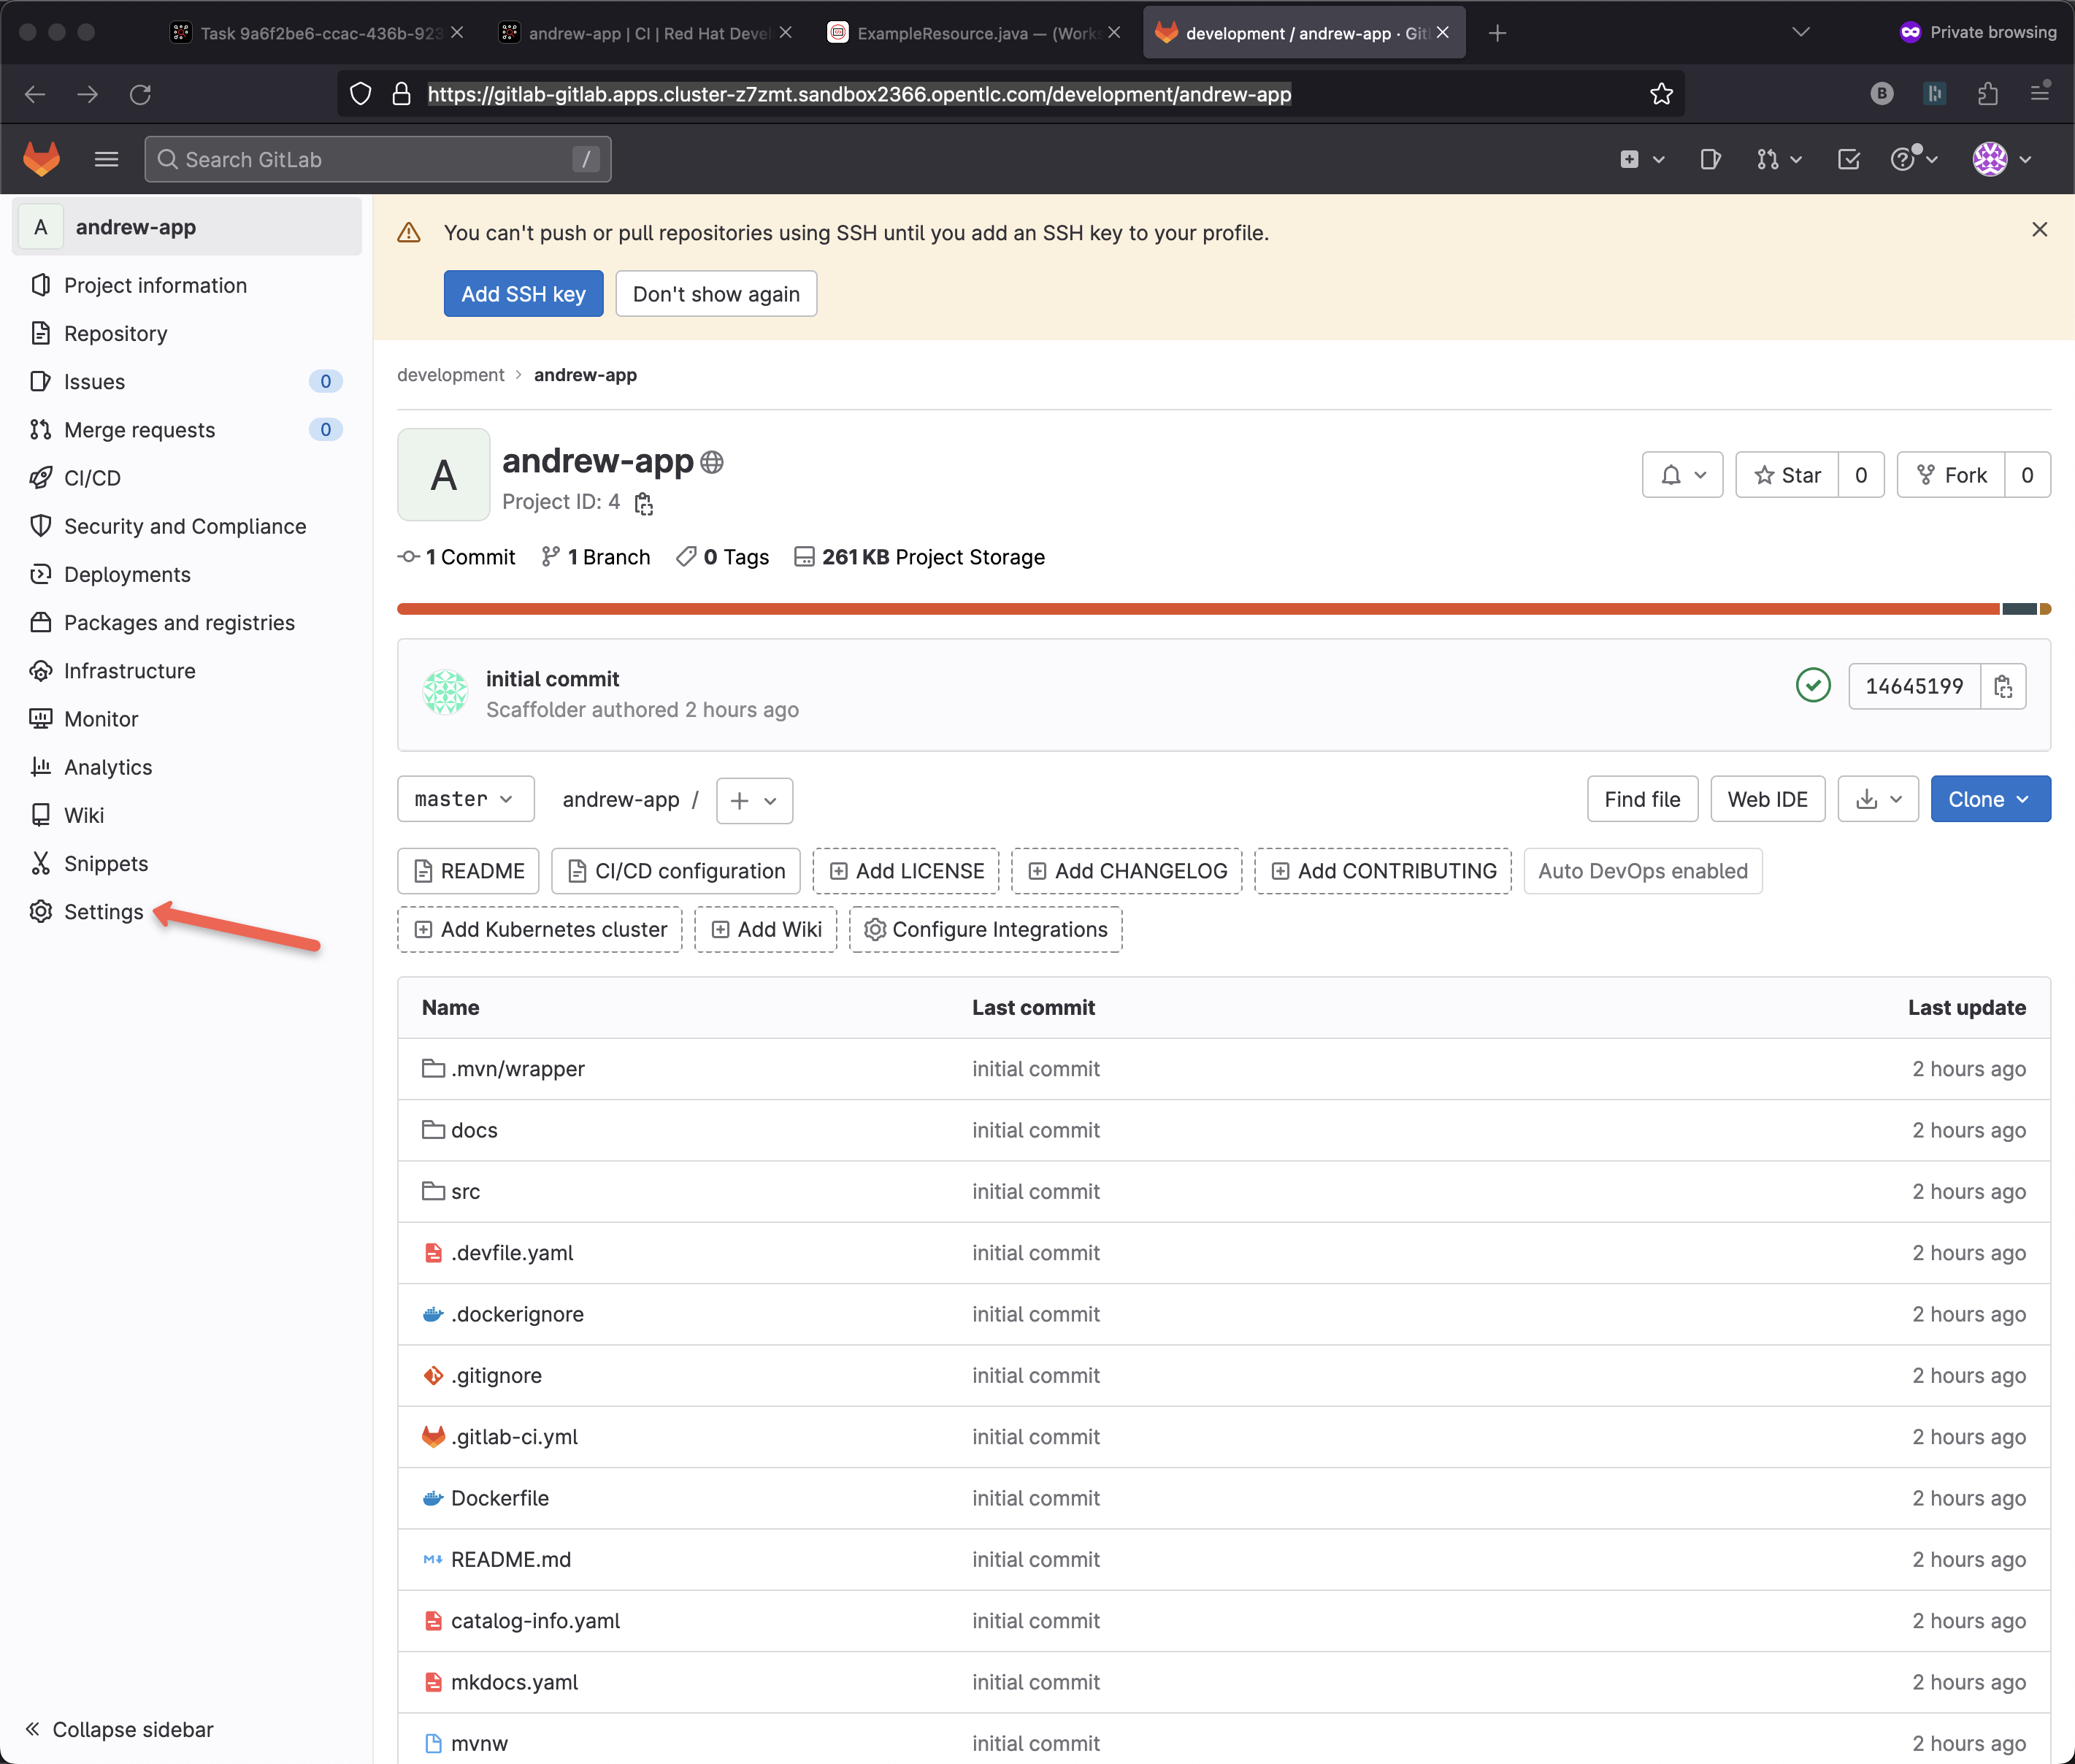 Task 9a6f2be6-ccac-436b-923
andrew-app | CI | Red Hat Devel
ExampleResource.java — (Works
development / andrew-app · Gitl
Private browsing
https://gitlab-gitlab.apps.cluster-z7zmt.sandbox2366.opentlc.com/development/andrew-app
B
Search GitLab
/
A
andrew-app
Project information
Repository
Issues
0
Merge requests
0
CI/CD
Security and Compliance
Deployments
Packages and registries
Infrastructure
Monitor
Analytics
Wiki
Snippets
Settings
Collapse sidebar
You can't push or pull repositories using SSH until you add an SSH key to your profile.
Add SSH key
Don't show again
development
andrew-app
A
andrew-app
Project ID: 4
Star
0
Fork
0
1 Commit
1 Branch
0 Tags
261 KB Project Storage
initial commit
Scaffolder authored 2 hours ago
14645199
master
andrew-app /
Find file
Web IDE
Clone
README
CI/CD configuration
Add LICENSE
Add CHANGELOG
Add CONTRIBUTING
Auto DevOps enabled
Add Kubernetes cluster
Add Wiki
Configure Integrations
Name Last commit Last update
.mvn/wrapper initial commit 2 hours ago
docs initial commit 2 hours ago
src initial commit 2 hours ago
.devfile.yaml initial commit 2 hours ago
.dockerignore initial commit 2 hours ago
.gitignore initial commit 2 hours ago
.gitlab-ci.yml initial commit 2 hours ago
Dockerfile initial commit 2 hours ago
README.md initial commit 2 hours ago
catalog-info.yaml initial commit 2 hours ago
mkdocs.yaml initial commit 2 hours ago
mvnw initial commit 2 hours ago